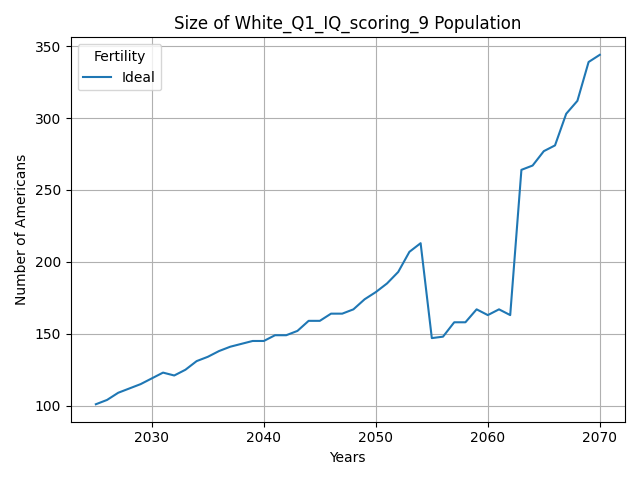 Size of White_Q1_IQ_scoring_9 Population
Fertility
Ideal
Number of Americans
350
300
250
200
150
100
2030 2040 2050 2060 2070
Years